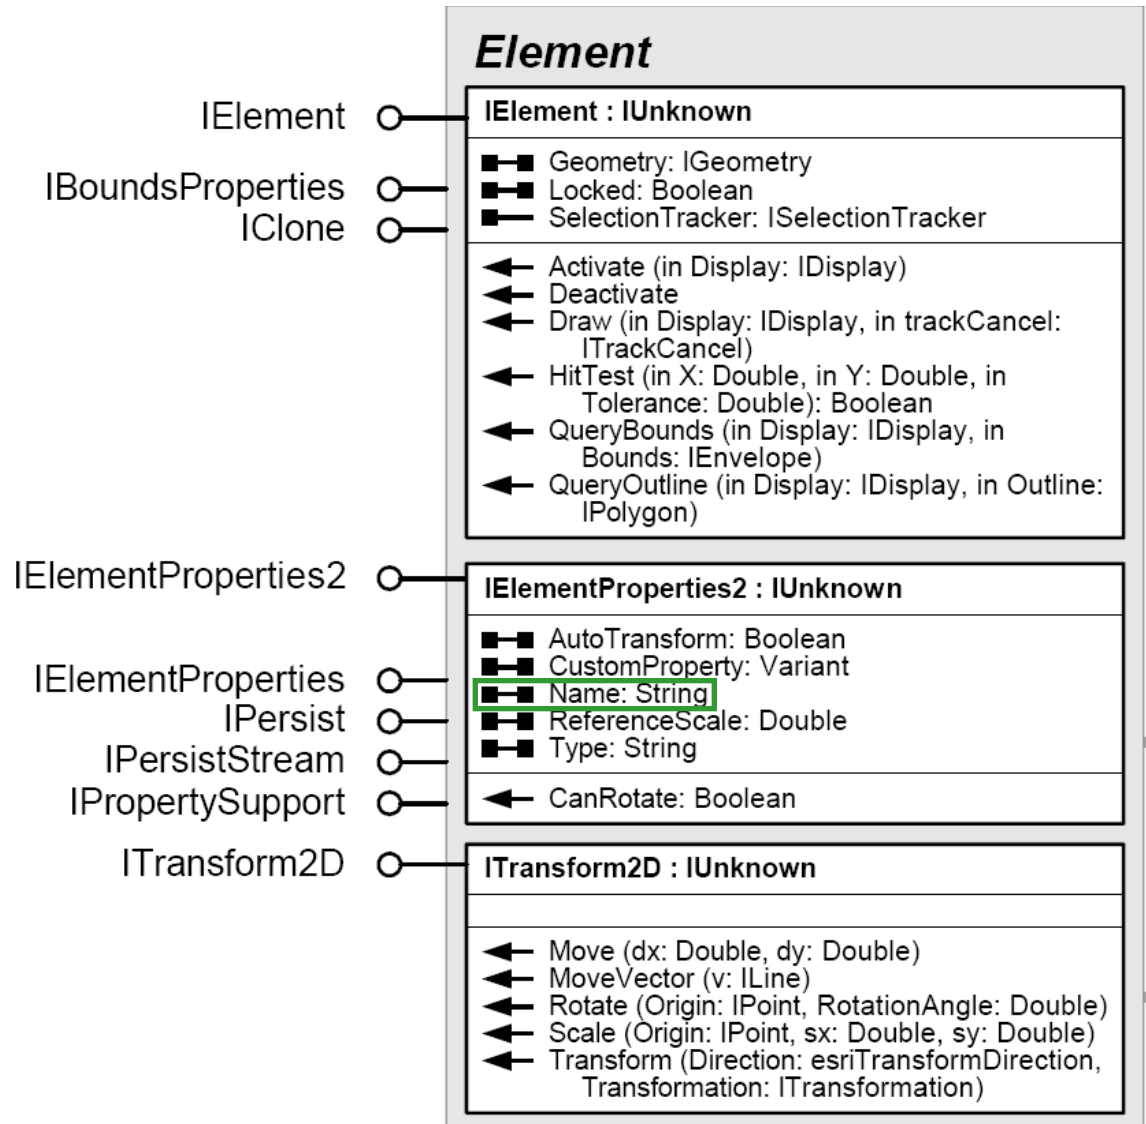 Element
IElement
IElement : IUnknown
IBoundsProperties
IClone
Geometry: IGeometry
Locked: Boolean
SelectionTracker: ISelectionTracker
Activate (in Display: IDisplay)
Deactivate
Draw (in Display: IDisplay, in trackCancel:
ITrackCancel)
HitTest (in X: Double, in Y: Double, in
Tolerance: Double): Boolean
QueryBounds (in Display: IDisplay, in
Bounds: IEnvelope)
QueryOutline (in Display: IDisplay, in Outline:
IPolygon)
IElementProperties2
IElementProperties2 : IUnknown
IElementProperties
IPersist
IPersistStream
IPropertySupport
AutoTransform: Boolean
CustomProperty: Variant
Name: String
ReferenceScale: Double
Type: String
CanRotate: Boolean
ITransform2D
ITransform2D : IUnknown
Move (dx: Double, dy: Double)
MoveVector (v: ILine)
Rotate (Origin: IPoint, RotationAngle: Double)
Scale (Origin: IPoint, sx: Double, sy: Double)
Transform (Direction: esriTransformDirection,
Transformation: ITransformation)